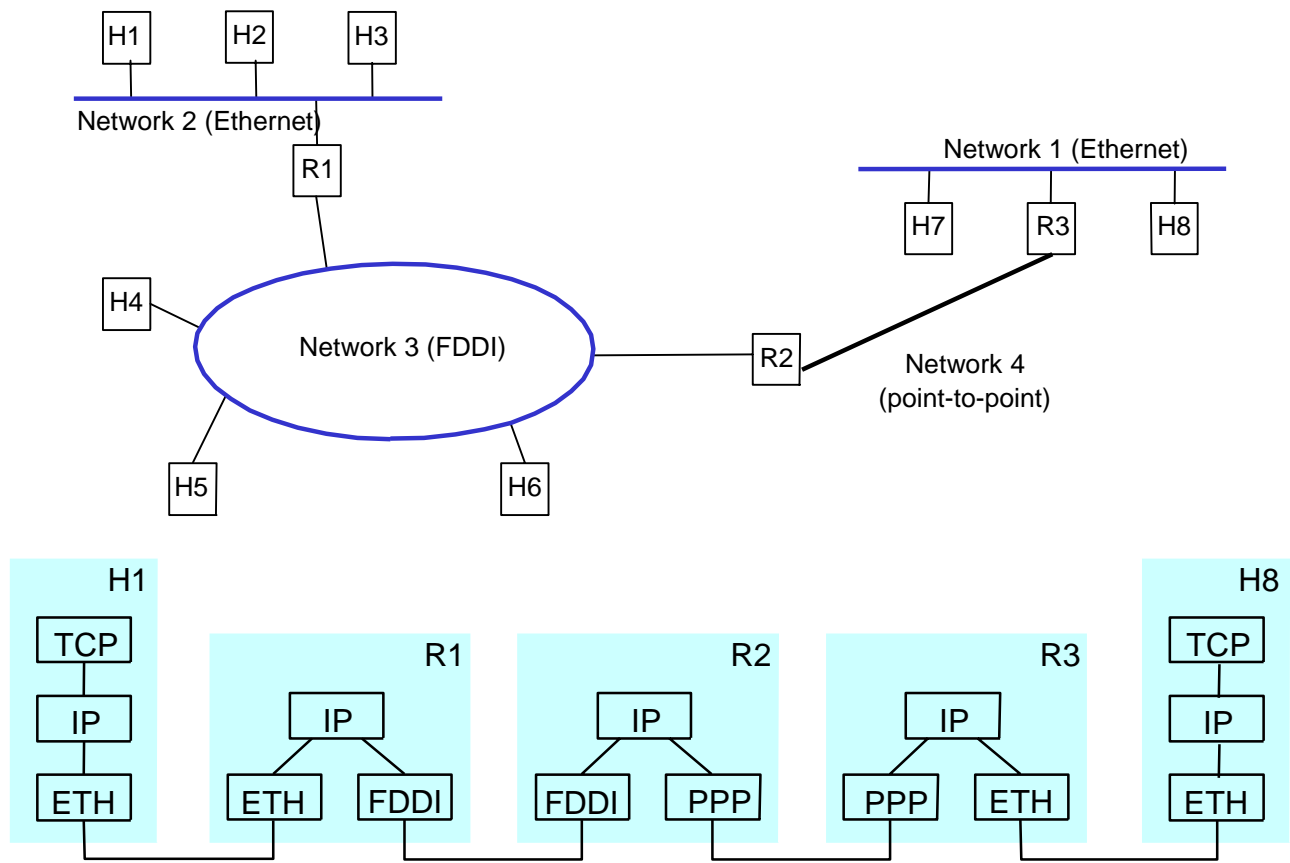 H1
H2
H3
Network 2 (Ethernet)
R1
Network 1 (Ethernet)
H7
R3
H8
H4
Network 3 (FDDI)
R2
Network 4
(point-to-point)
H5
H6
H1
TCP
IP
ETH
R1
IP
ETH
FDDI
R2
IP
FDDI
PPP
R3
IP
PPP
ETH
H8
TCP
IP
ETH